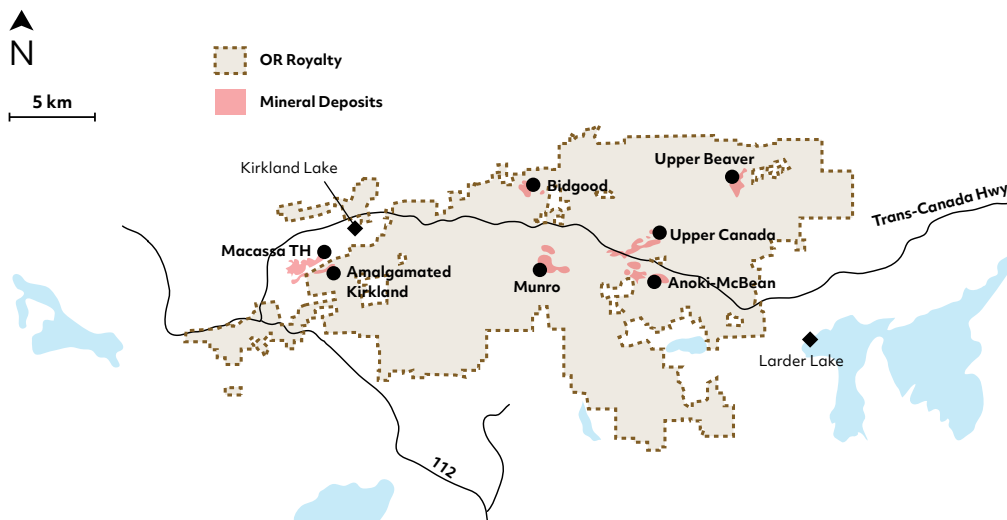 N
OR Royalty
5 km
Mineral Deposits
Upper Beaver
Kirkland Lake
Bidgood
Trans-Canada Hwy
Upper Canada
Macassa TH
Amalgamated
Kirkland
Munro
Anoki-McBean
Larder Lake
112